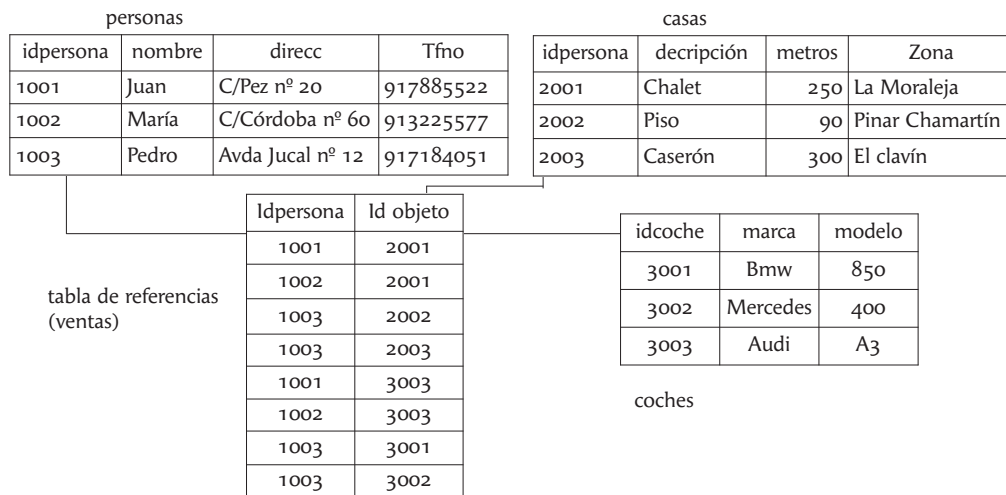 personas
idpersona nombre direcc Tfno
1001 Juan C/Pez nº 20 917885522
1002 María C/Córdoba nº 60 913225577
1003 Pedro Avda Jucal nº 12 917184051
casas
idpersona decripción metros Zona
2001 Chalet 250 La Moraleja
2002 Piso 90 Pinar Chamartín
2003 Caserón 300 El clavín
Idpersona Id objeto
1001 2001
1002 2001
1003 2002
1003 2003
1001 3003
1002 3003
1003 3001
1003 3002
tabla de referencias
(ventas)
idcoche marca modelo
3001 Bmw 850
3002 Mercedes 400
3003 Audi A3
coches